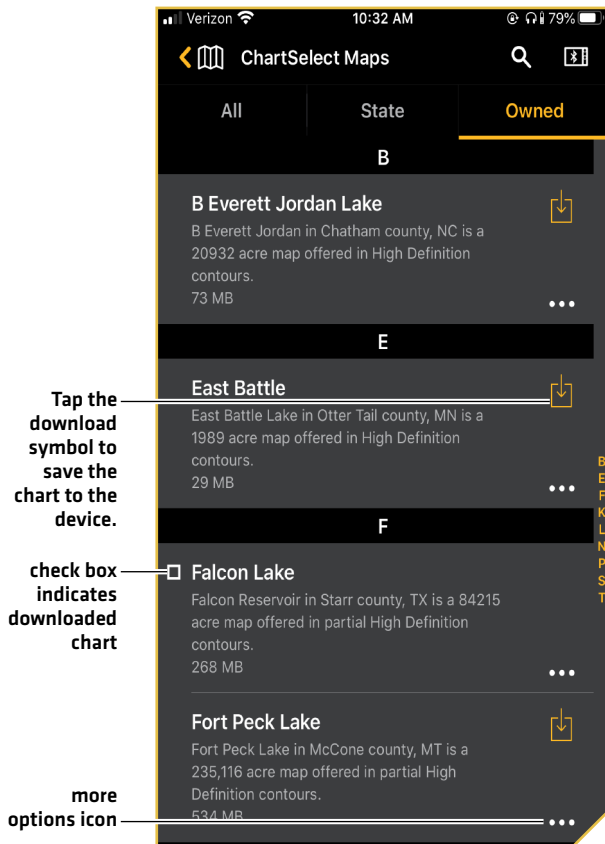 Verizon
10:32 AM
79%
ChartSelect Maps
All
State
Owned
B
B Everett Jordan Lake
B Everett Jordan in Chatham county, NC is a
20932 acre map offered in High Definition
contours.
73 MB
E
East Battle
East Battle Lake in Otter Tail county, MN is a
1989 acre map offered in High Definition
contours.
29 MB
F
Falcon Lake
Falcon Reservoir in Starr county, TX is a 84215
acre map offered in partial High Definition
contours.
268 MB
Fort Peck Lake
Fort Peck Lake in McCone county, MT is a
235,116 acre map offered in partial High
Definition contours.
534 MB
B
E
F
K
L
N
P
S
T
Tap the
download
symbol to
save the
chart to the
device.
check box
indicates
downloaded
chart
more
options icon